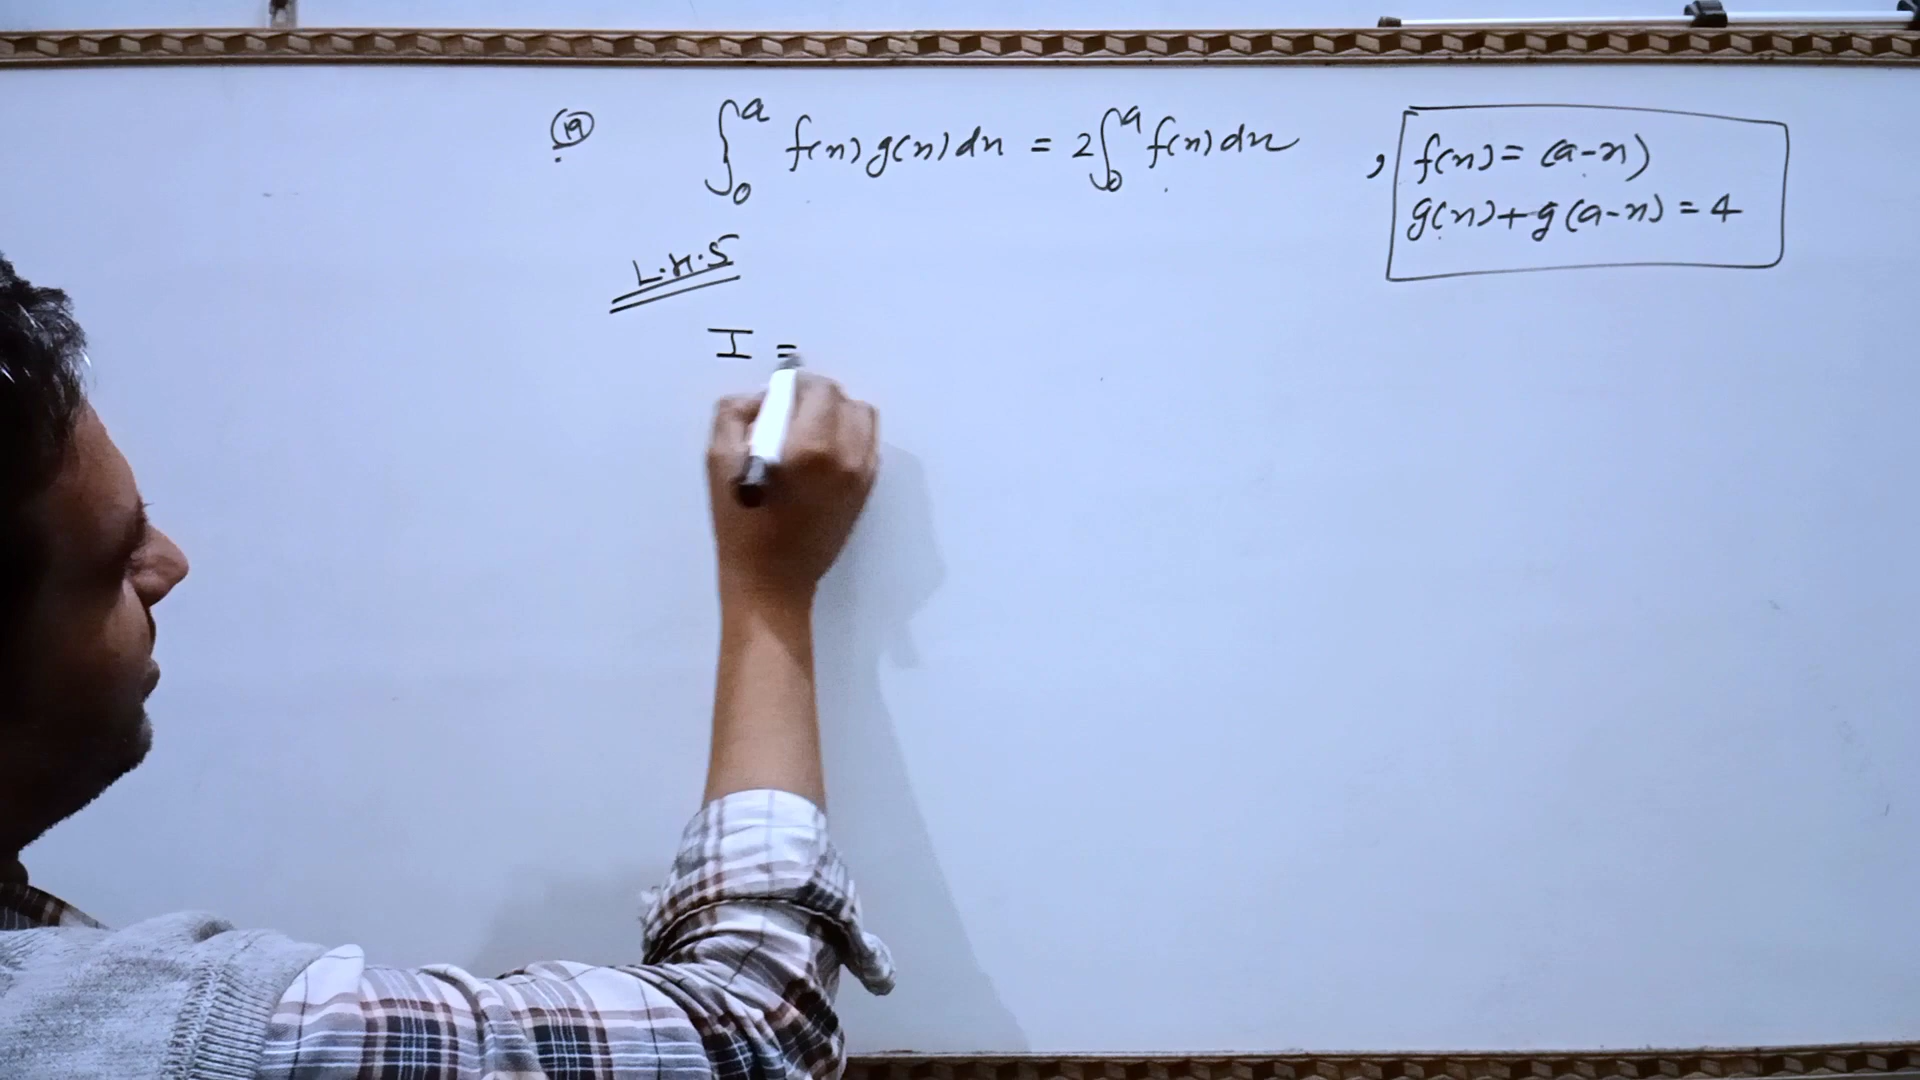 (19) ∫₀ᵃ f(x) g(x) dx = 2∫₀ᵃ f(x) dx , f(x) = (a-x)
g(x) + g(a-x) = 4
L.H.S
I =